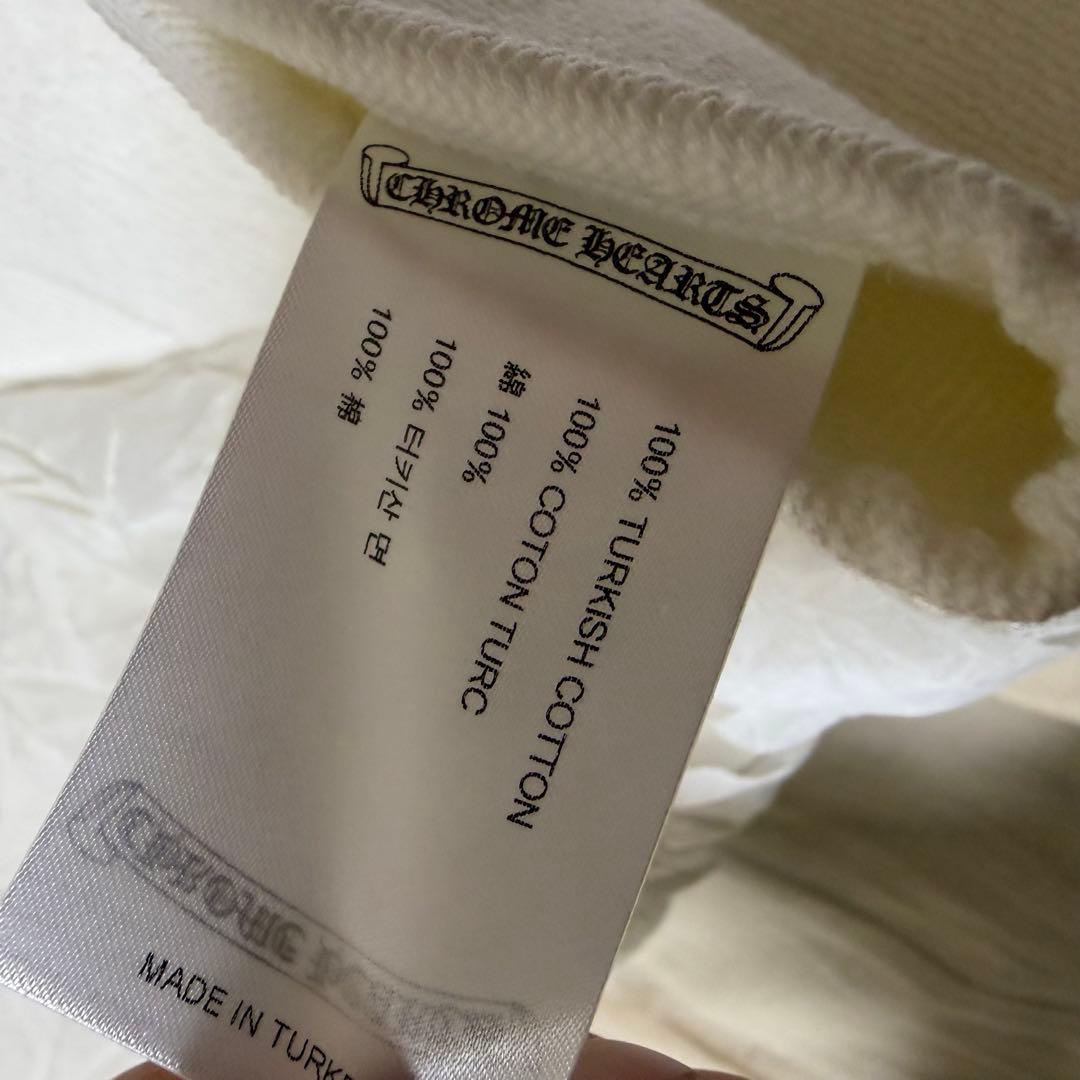 CHROME HEARTS
100% TURKISH COTTON
100% COTON TURC
綿 100%
100% 터키산 면
100% 棉
MADE IN TURKE